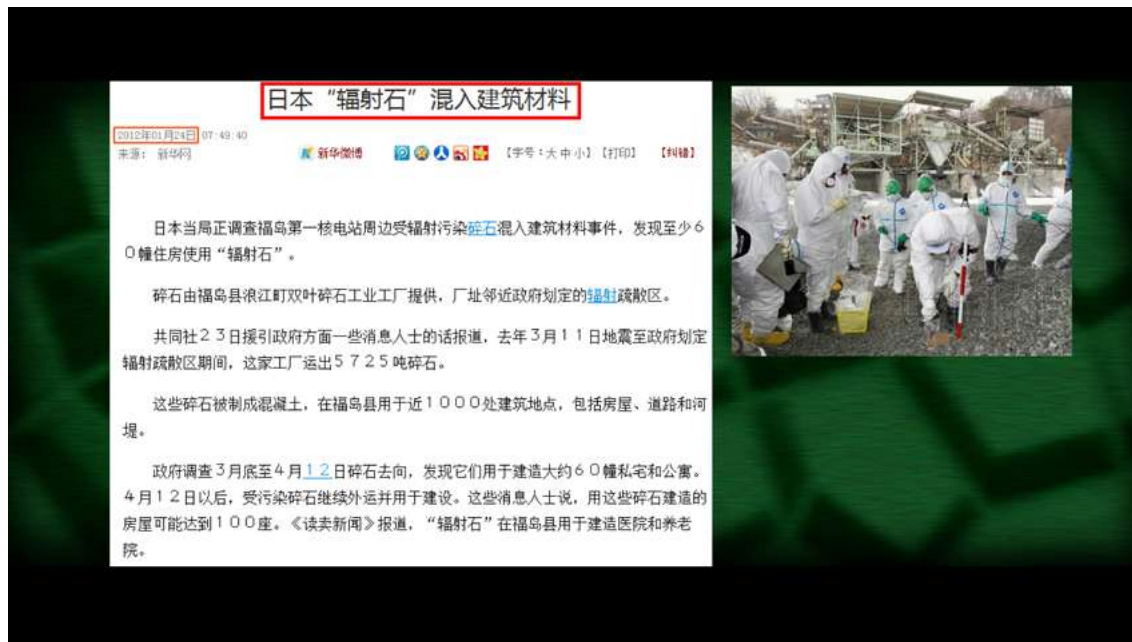 日本“辐射石”混入建筑材料
2012年01月24日 07:49:40
来源： 新华网 新华微博 【字号：大 中 小】【打印】 【纠错】
日本当局正调查福岛第一核电站周边受辐射污染碎石混入建筑材料事件，发现至少６
０幢住房使用“辐射石”。
碎石由福岛县浪江町双叶碎石工业工厂提供，厂址邻近政府划定的辐射疏散区。
共同社２３日援引政府方面一些消息人士的话报道，去年３月１１日地震至政府划定
辐射疏散区期间，这家工厂运出５７２５吨碎石。
这些碎石被制成混凝土，在福岛县用于近１０００处建筑地点，包括房屋、道路和河
堤。
政府调查３月底至４月１２日碎石去向，发现它们用于建造大约６０幢私宅和公寓。
４月１２日以后，受污染碎石继续外运并用于建设。这些消息人士说，用这些碎石建造的
房屋可能达到１００座。《读卖新闻》报道，“辐射石”在福岛县用于建造医院和养老
院。